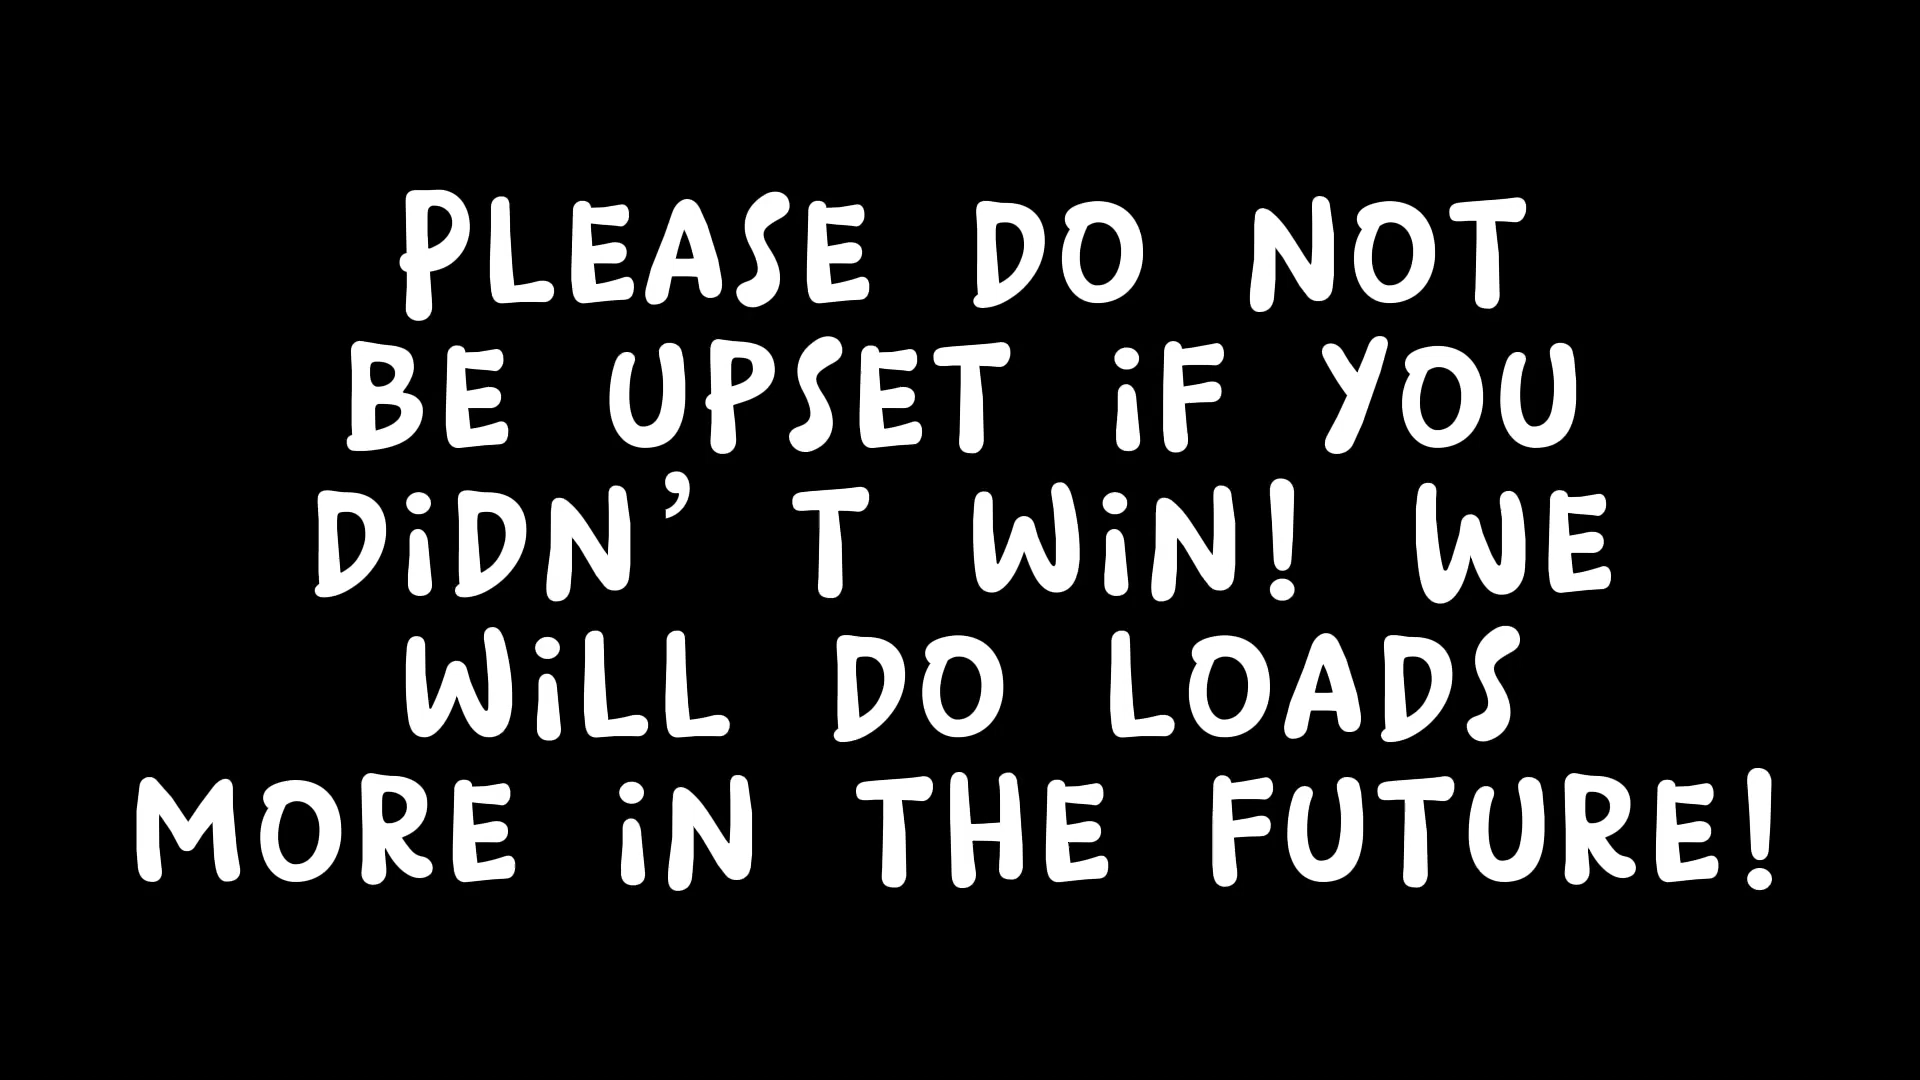 PLEASE DO NOT
BE UPSET iF YOU
DiDN’ T WiN! WE
WiLL DO LOADS
MORE iN THE FUTURE!